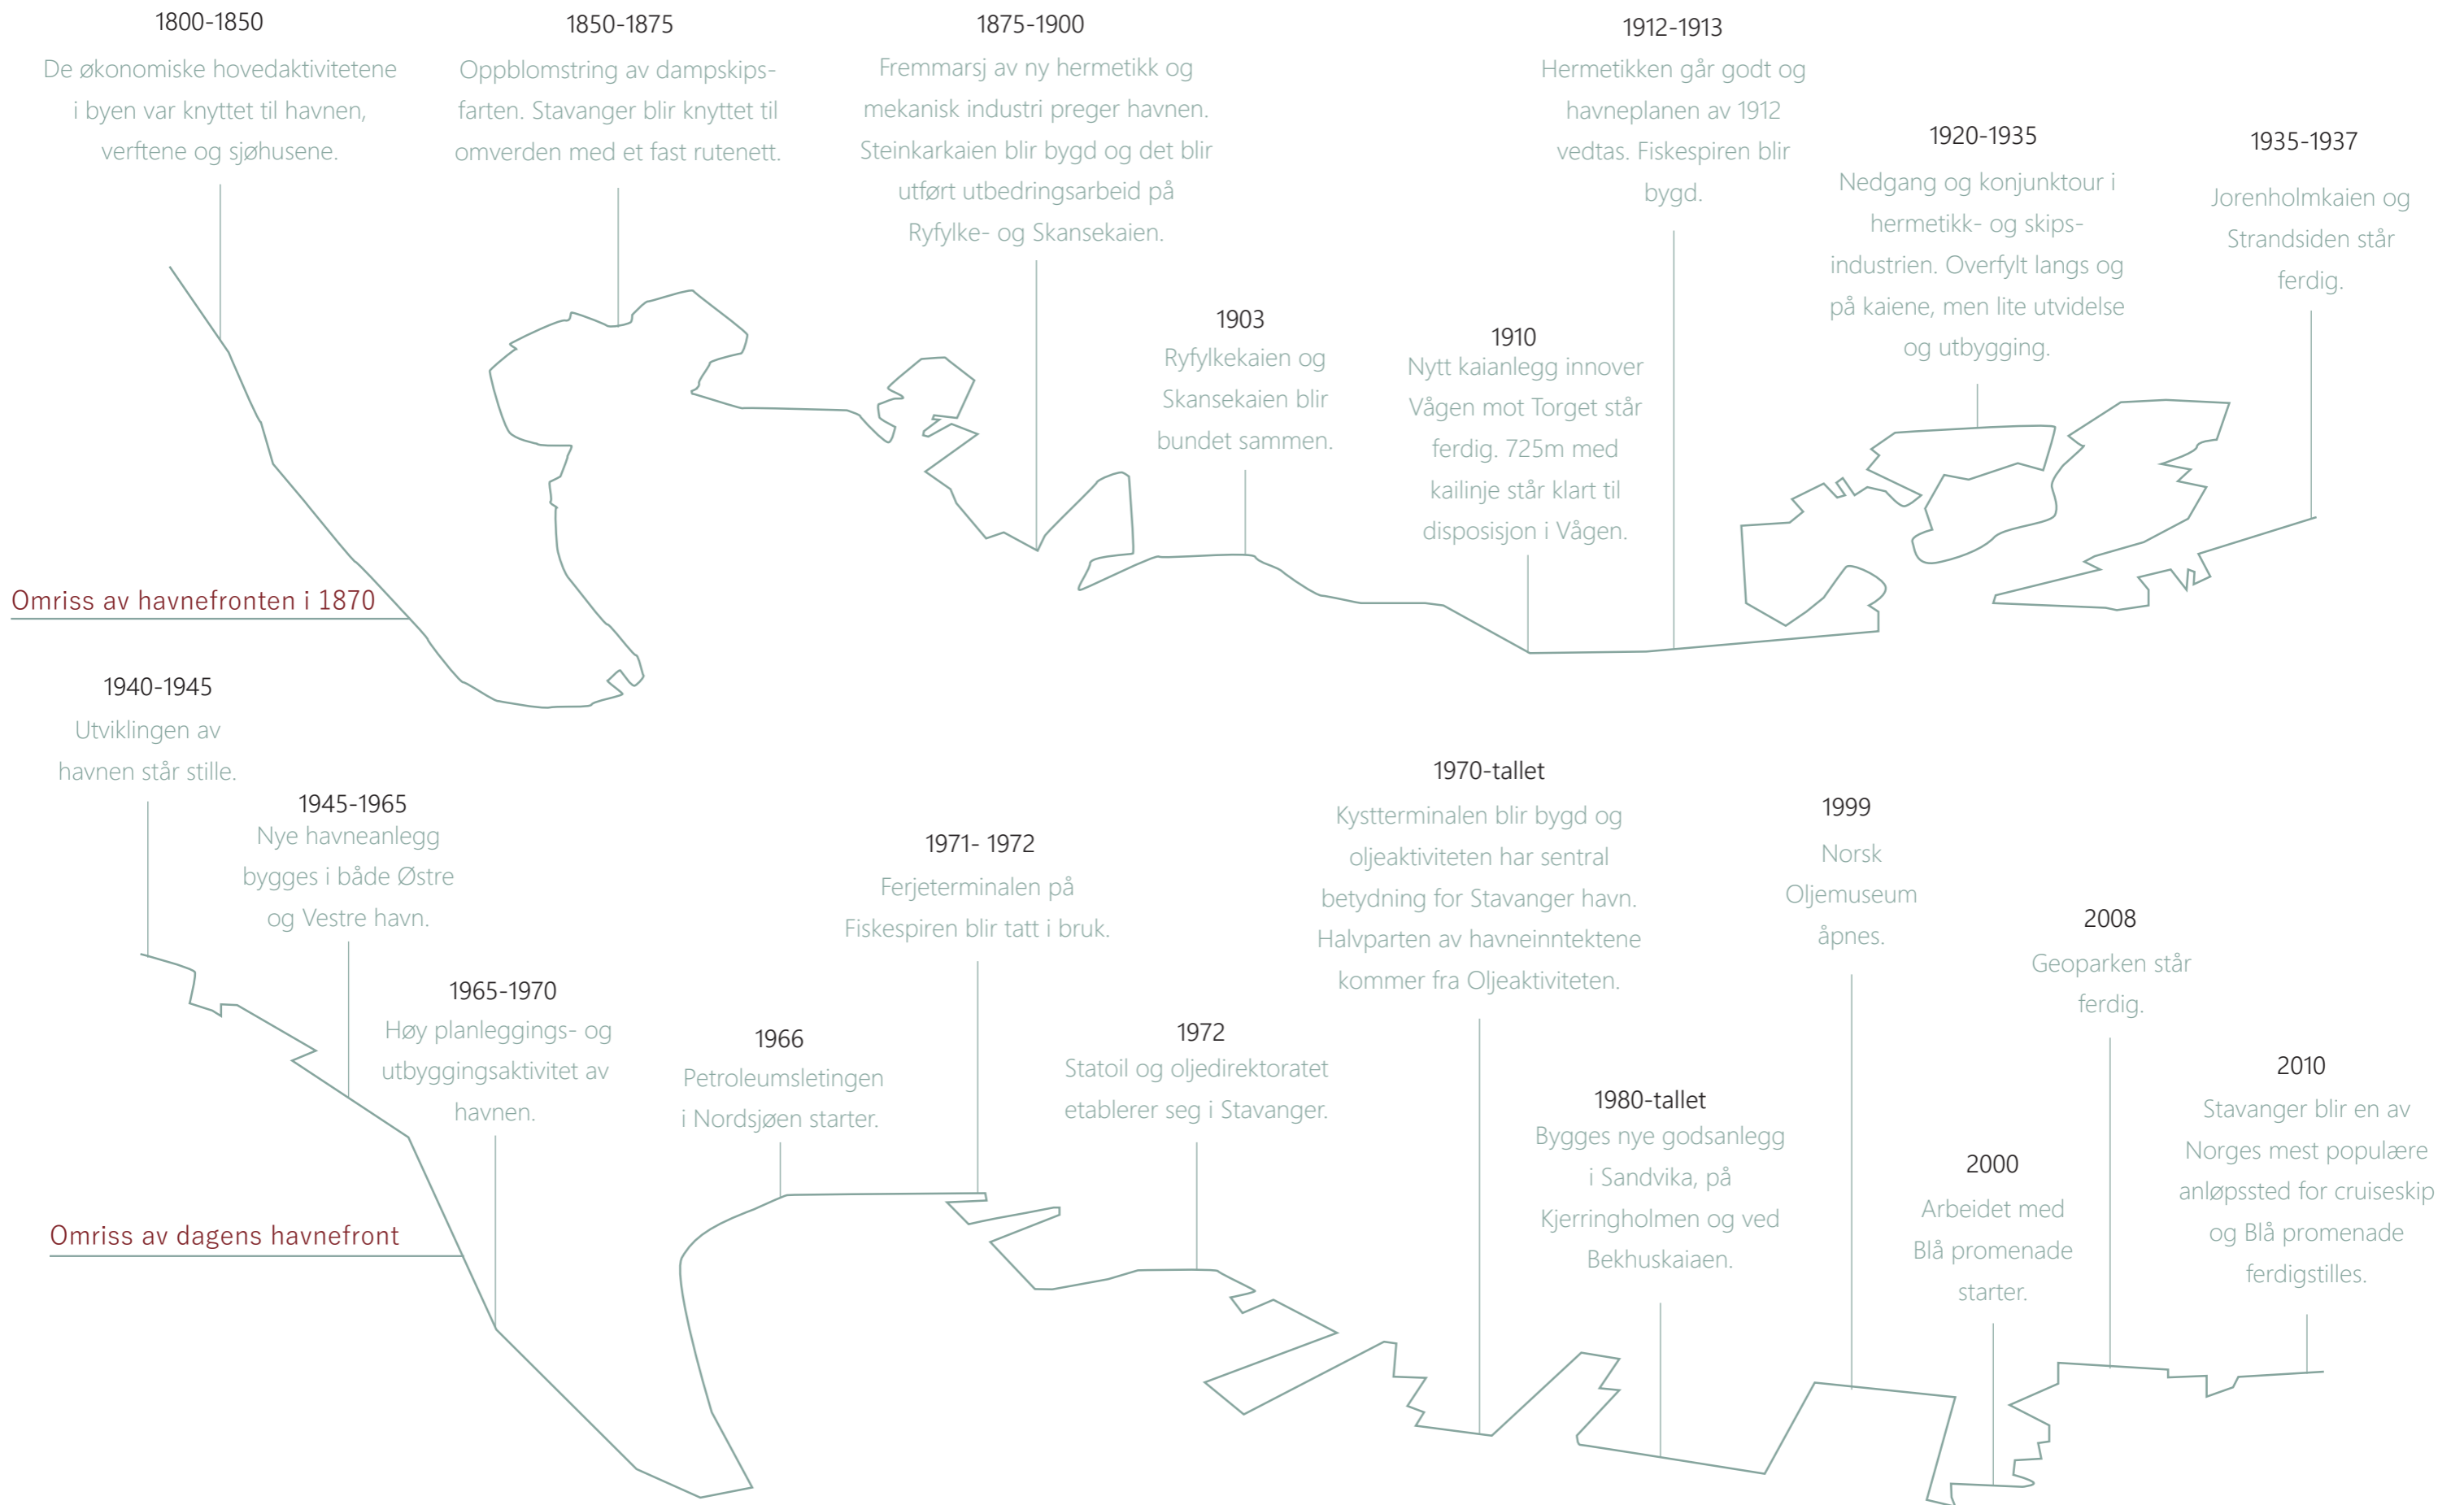 1800-1850
De økonomiske hovedaktivitetene
i byen var knyttet til havnen,
verftene og sjøhusene.
1850-1875
Oppblomstring av dampskips-
farten. Stavanger blir knyttet til
omverden med et fast rutenett.
1875-1900
Fremmarsj av ny hermetikk og
mekanisk industri preger havnen.
Steinkarkaien blir bygd og det blir
utført utbedringsarbeid på
Ryfylke- og Skansekaien.
1903
Ryfylkekaien og
Skansekaien blir
bundet sammen.
1910
Nytt kaianlegg innover
Vågen mot Torget står
ferdig. 725m med
kailinje står klart til
disposisjon i Vågen.
1912-1913
Hermetikken går godt og
havneplanen av 1912
vedtas. Fiskespiren blir
bygd.
1920-1935
Nedgang og konjunktour i
hermetikk- og skips-
industrien. Overfylt langs og
på kaiene, men lite utvidelse
og utbygging.
1935-1937
Jorenholmkaien og
Strandsiden står
ferdig.
Omriss av havnefronten i 1870
1940-1945
Utviklingen av
havnen står stille.
1945-1965
Nye havneanlegg
bygges i både Østre
og Vestre havn.
1965-1970
Høy planleggings- og
utbyggingsaktivitet av
havnen.
1966
Petroleumsletingen
i Nordsjøen starter.
1971- 1972
Ferjeterminalen på
Fiskespiren blir tatt i bruk.
1972
Statoil og oljedirektoratet
etablerer seg i Stavanger.
1970-tallet
Kystterminalen blir bygd og
oljeaktiviteten har sentral
betydning for Stavanger havn.
Halvparten av havneinntektene
kommer fra Oljeaktiviteten.
1980-tallet
Bygges nye godsanlegg
i Sandvika, på
Kjerringholmen og ved
Bekhuskaiaen.
1999
Norsk
Oljemuseum
åpnes.
2000
Arbeidet med
Blå promenade
starter.
2008
Geoparken står
ferdig.
2010
Stavanger blir en av
Norges mest populære
anløpssted for cruiseskip
og Blå promenade
ferdigstilles.
Omriss av dagens havnefront